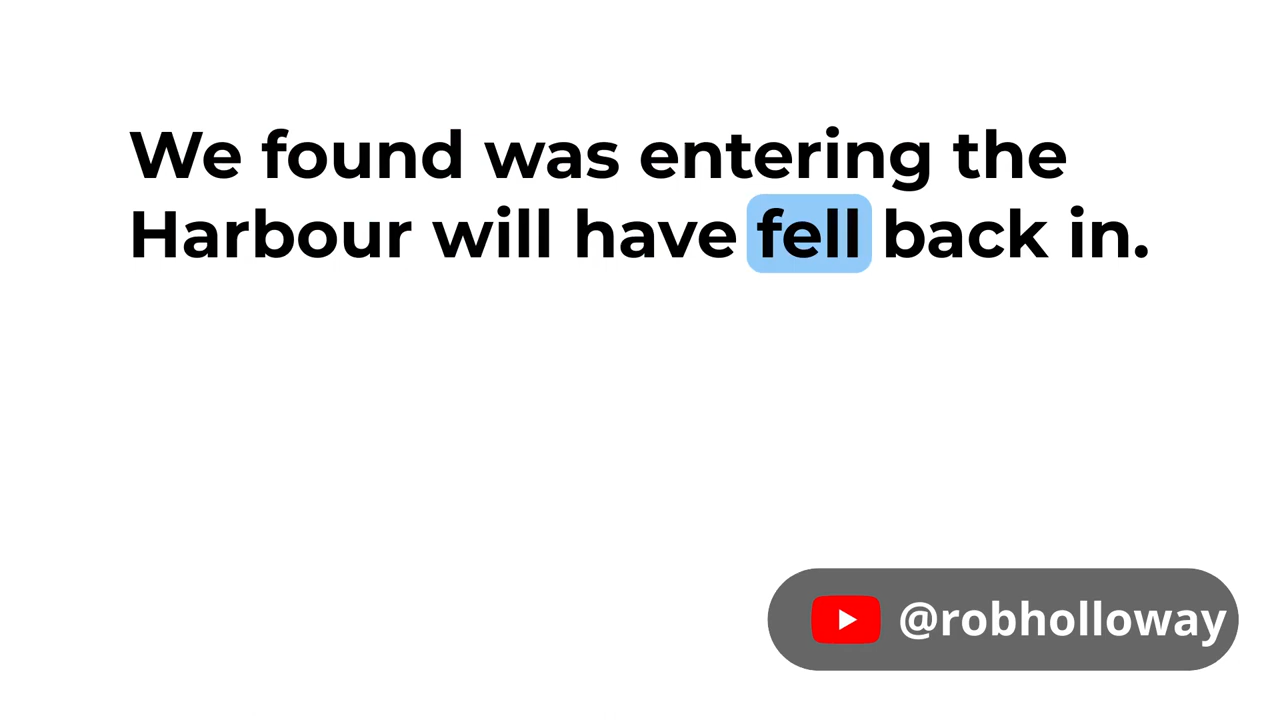 We found was entering the
Harbour will have fell back in.
@robholloway